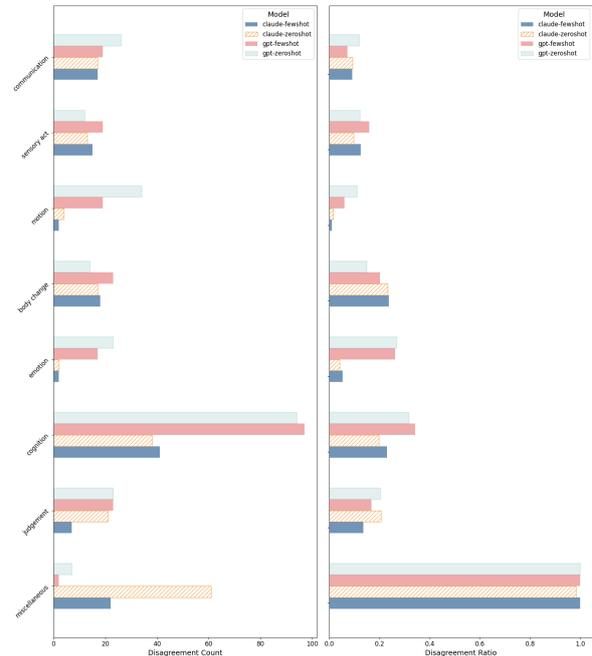 Model
claude-fewshot
claude-zeroshot
gpt-fewshot
gpt-zeroshot
communication
sensory act
motion
body change
emotion
cognition
judgement
miscellaneous
0 20 40 60 80 100
Disagreement Count
Model
claude-fewshot
claude-zeroshot
gpt-fewshot
gpt-zeroshot
0.0 0.2 0.4 0.6 0.8 1.0
Disagreement Ratio